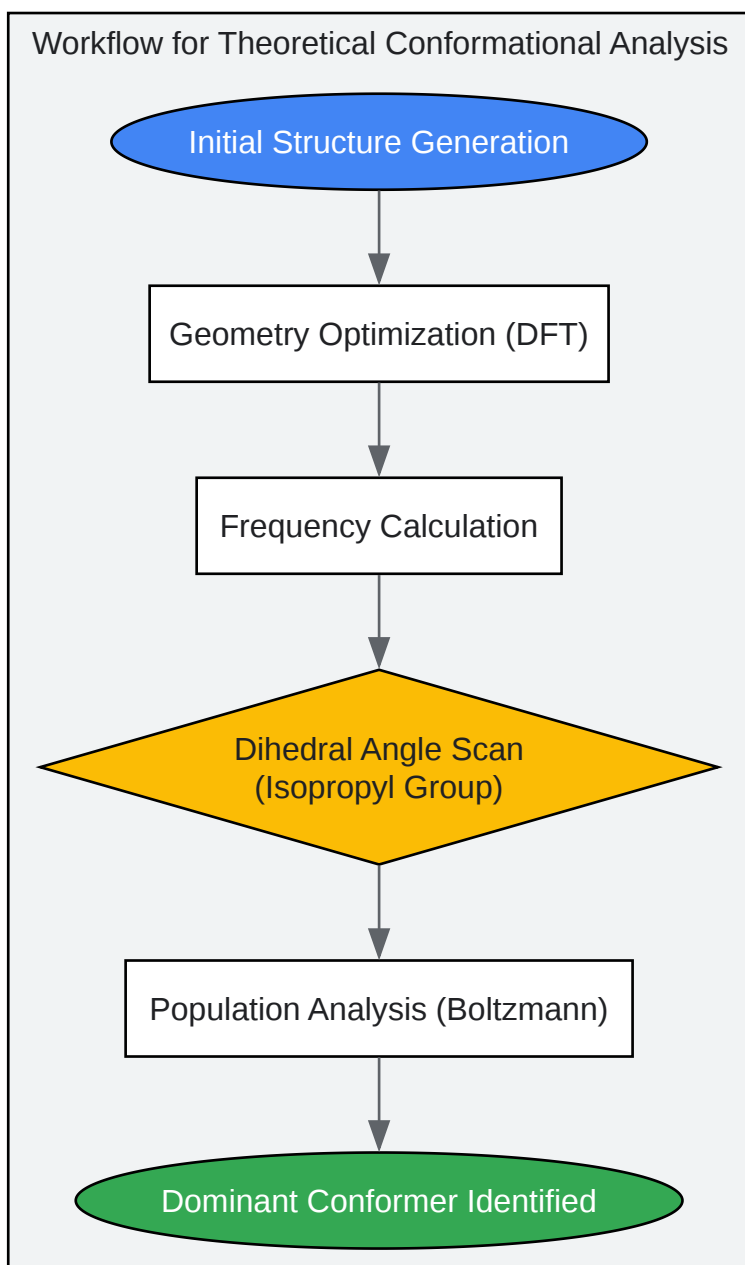 Workflow for Theoretical Conformational Analysis
Initial Structure Generation
Geometry Optimization (DFT)
Frequency Calculation
Dihedral Angle Scan
(Isopropyl Group)
Population Analysis (Boltzmann)
Dominant Conformer Identified